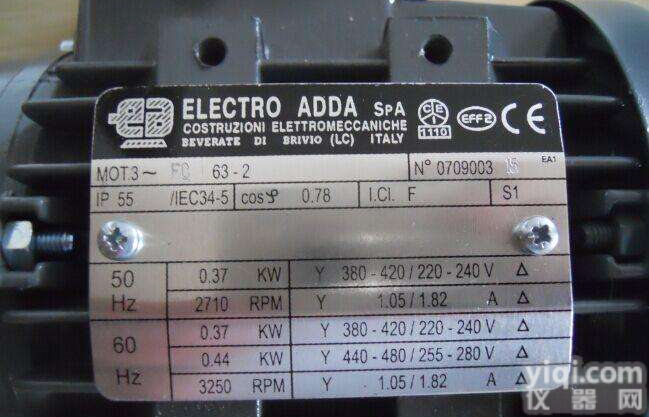 ELECTRO ADDA SpA
COSTRUZIONI ELETTROMECCANICHE
BEVERATE DI BRIVIO (LC) ITALY
CE
1110
EFF2
CE
MOT.3~ FC 63-2 N° 0709003 15 EA1
IP 55 /IEC34-5 cosφ 0.78 I.Cl. F S1
50 Hz 0.37 KW Y 380-420/220-240 V Δ
2710 RPM Y 1.05/1.82 A Δ
60 Hz 0.37 KW Y 380-420/220-240 V Δ
0.44 KW Y 440-480/255-280 V Δ
3250 RPM Y 1.05/1.82 A Δ
yiqi.com
仪器网